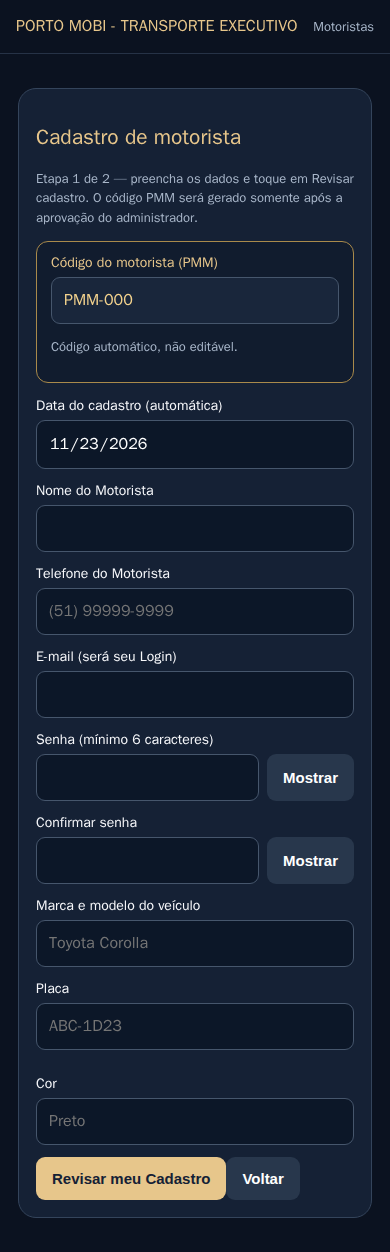 PORTO MOBI - TRANSPORTE EXECUTIVO Motoristas
Cadastro de motorista
Etapa 1 de 2 — preencha os dados e toque em Revisar
cadastro. O código PMM será gerado somente após a
aprovação do administrador.
Código do motorista (PMM)
PMM-000
Código automático, não editável.
Data do cadastro (automática)
11/23/2026
Nome do Motorista
Telefone do Motorista
(51) 99999-9999
E-mail (será seu Login)
Senha (mínimo 6 caracteres)
Mostrar
Confirmar senha
Mostrar
Marca e modelo do veículo
Toyota Corolla
Placa
ABC-1D23
Cor
Preto
Revisar meu Cadastro Voltar